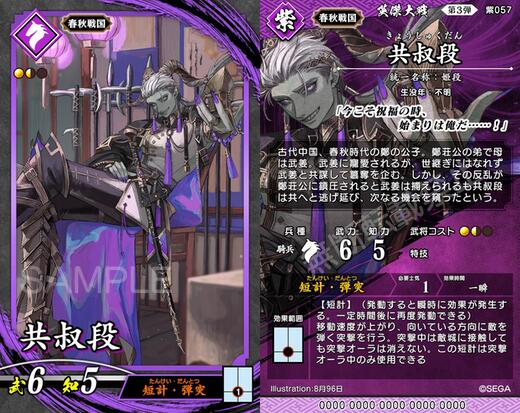 春秋戦国
SAMPLE
共叔段
武6 知5
たんけい・だんとつ
短計・弾突
1
紫
春秋戦国
英傑大戦
第3弾
紫057
きょうしゅくだん
共叔段
統一名称：姫段
生没年 不明
「今こそ祝福の時、
始まりは俺だ……！」
古代中国、春秋時代の鄭の公子。鄭荘公の弟で母
は武姜。武姜に寵愛されるが、世継ぎにはなれず
武姜と共謀して簒奪を企む。しかし、その反乱が
鄭荘公に鎮圧されると武姜は捕えられるも共叔段
は共へと逃げ延び、次なる機会を窺ったという。
兵種 武力 知力 武将コスト
騎兵 6 5
特技
たんけい・だんとつ
短計・弾突
必要士気 効果時間
1 一瞬
効果範囲
【短計】（発動すると瞬時に効果が発生す
る。一定時間後に再度発動できる）
移動速度が上がり、向いている方向に敵を
弾く突撃を行う。突撃中は敵城に接触して
も突撃オーラは消えない。この短計は突撃
オーラ中のみ使用できる
Illustration:8月96日
©SEGA
0000 0000 0000 0000 0000